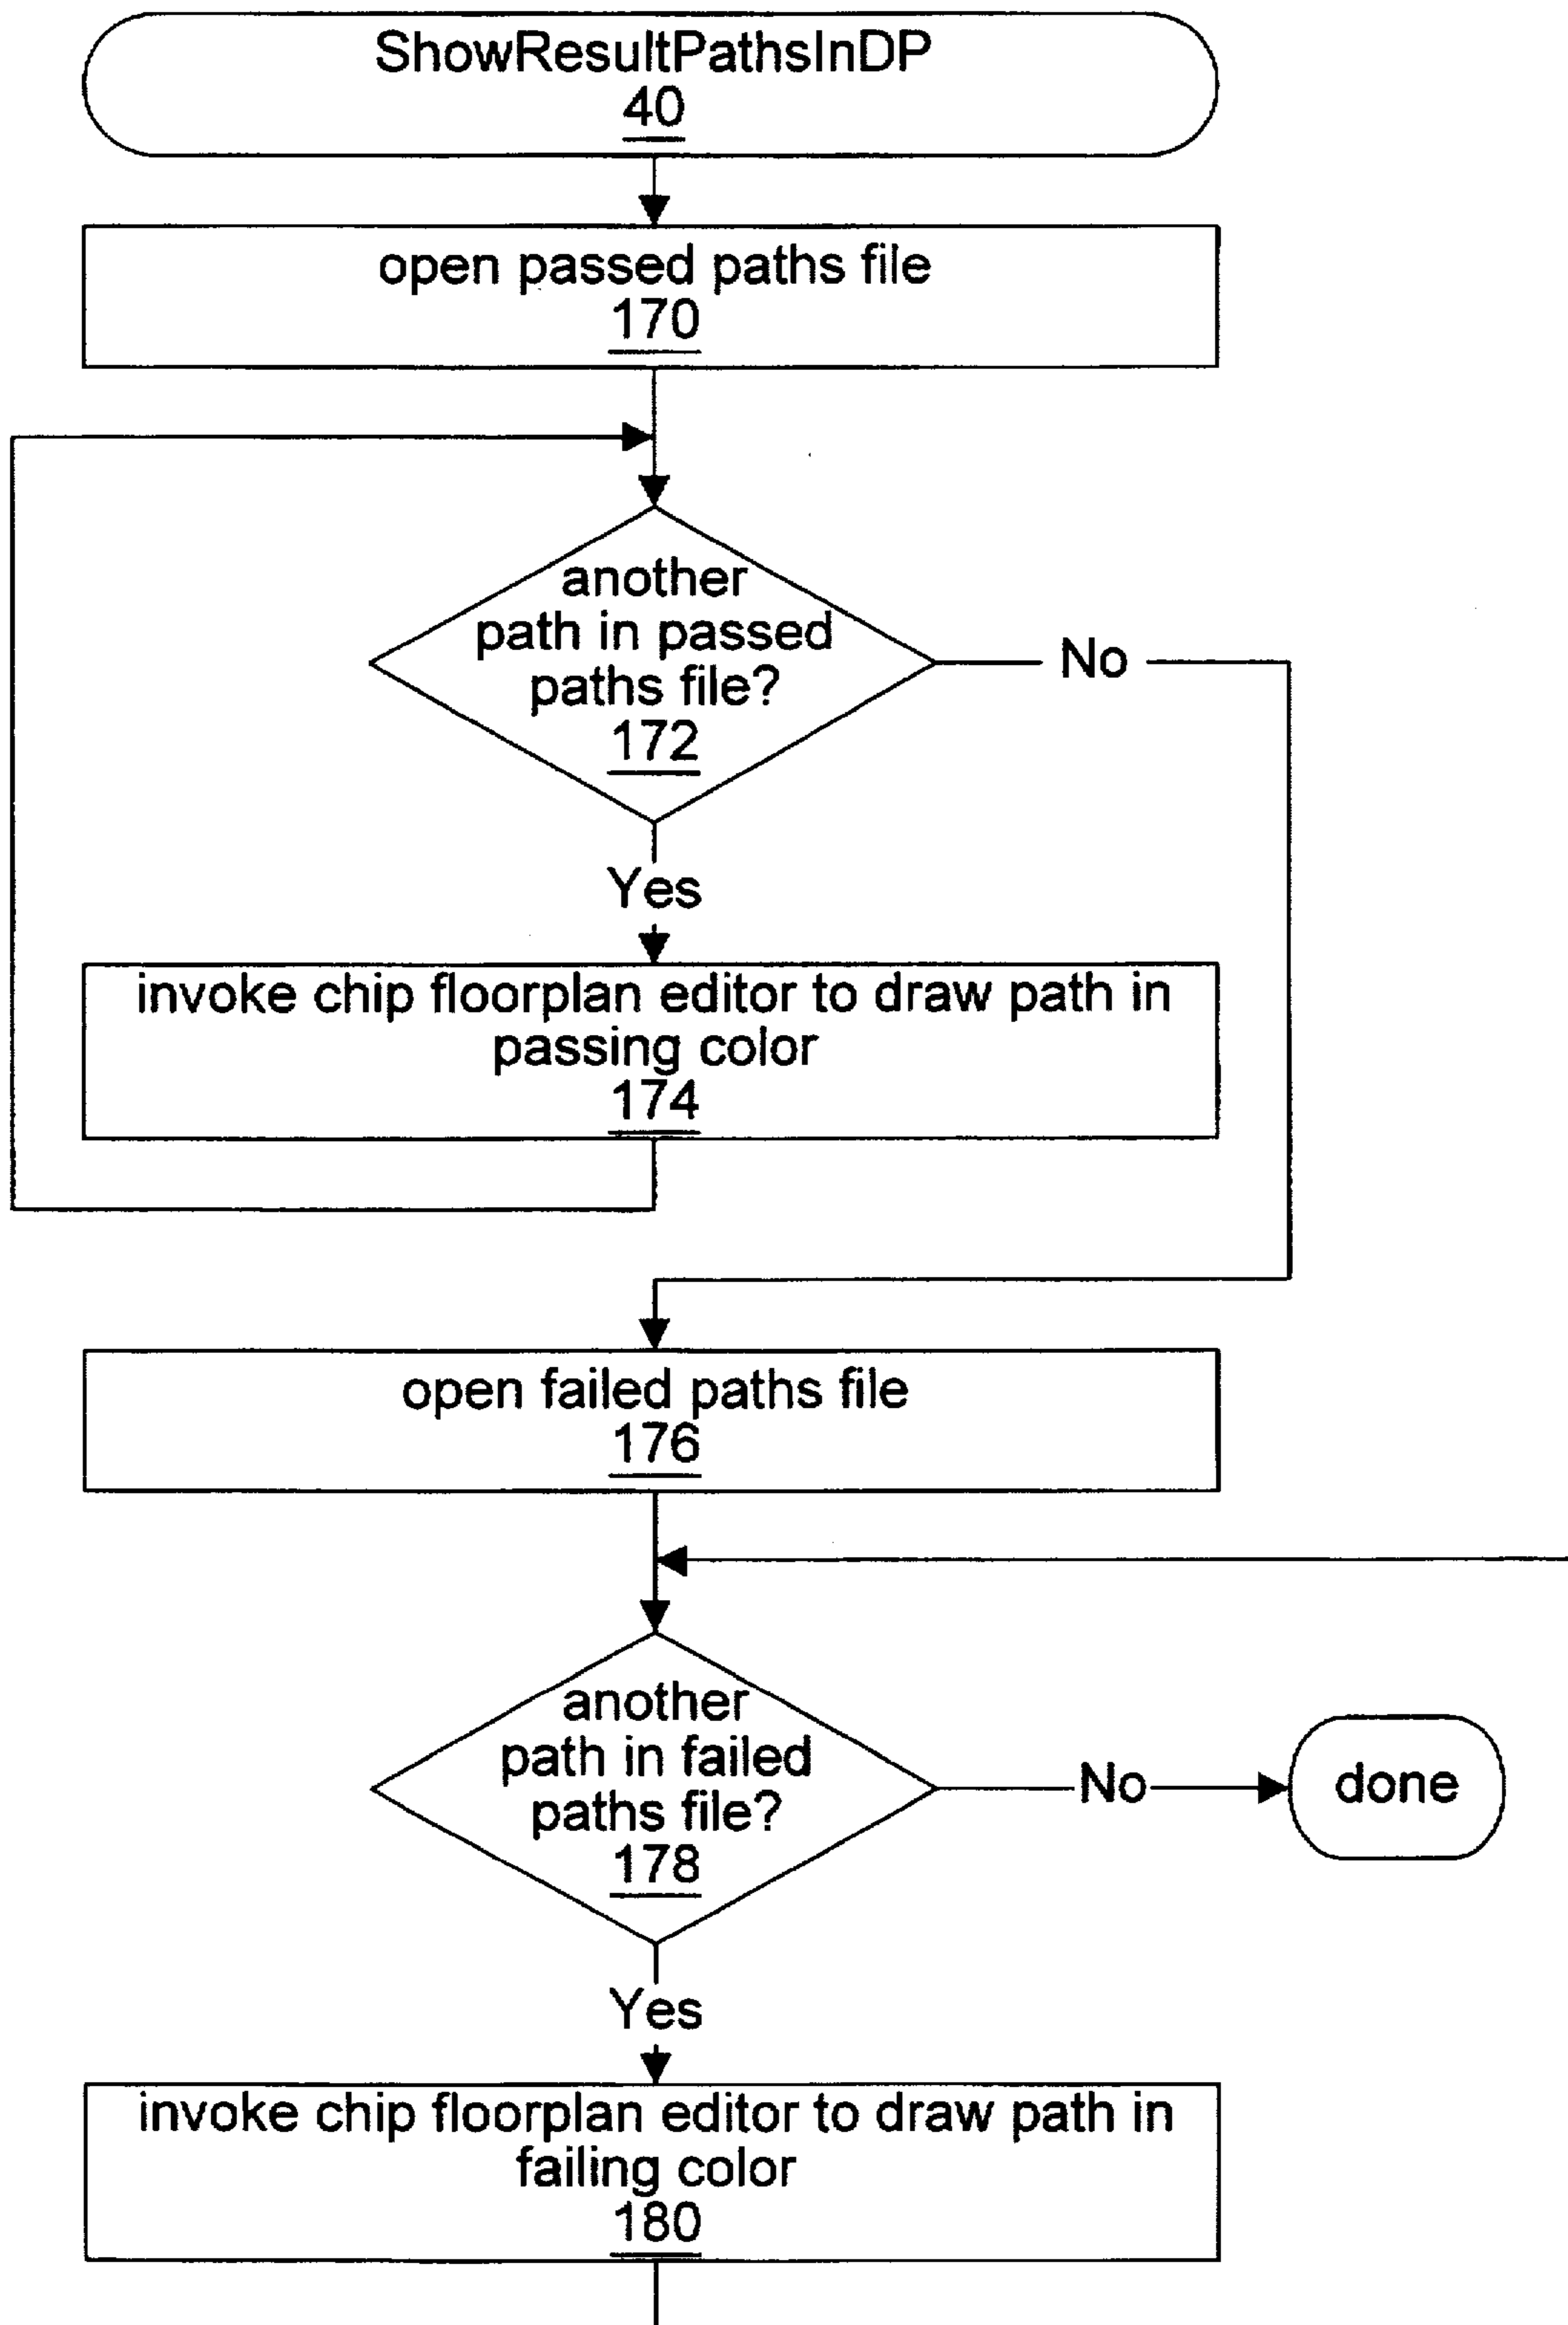 ShowResultPathsInDP
40
open passed paths file
170
another
path in passed
paths file?
172
No
Yes
invoke chip floorplan editor to draw path in
passing color
174
open failed paths file
176
another
path in failed
paths file?
178
No
done
Yes
invoke chip floorplan editor to draw path in
failing color
180